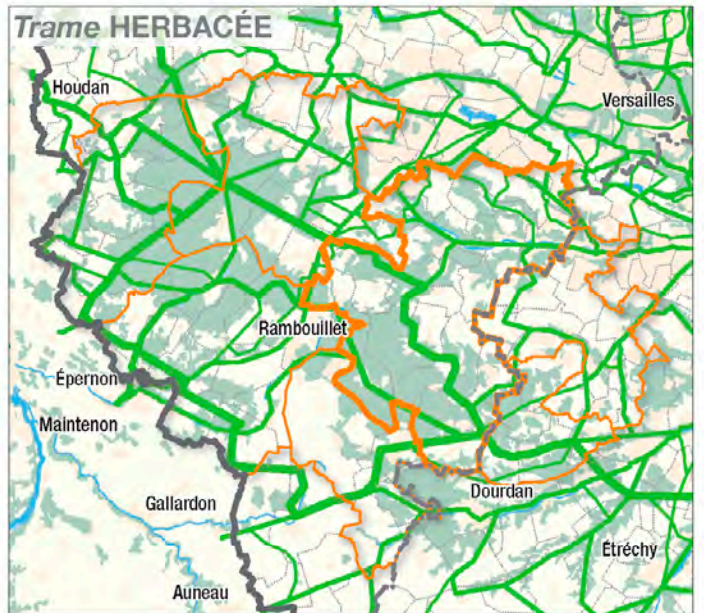 Trame HERBACÉE
Houdan
Versailles
Rambouillet
Épernon
Maintenon
Gallardon
Dourdan
Étréchy
Auneau